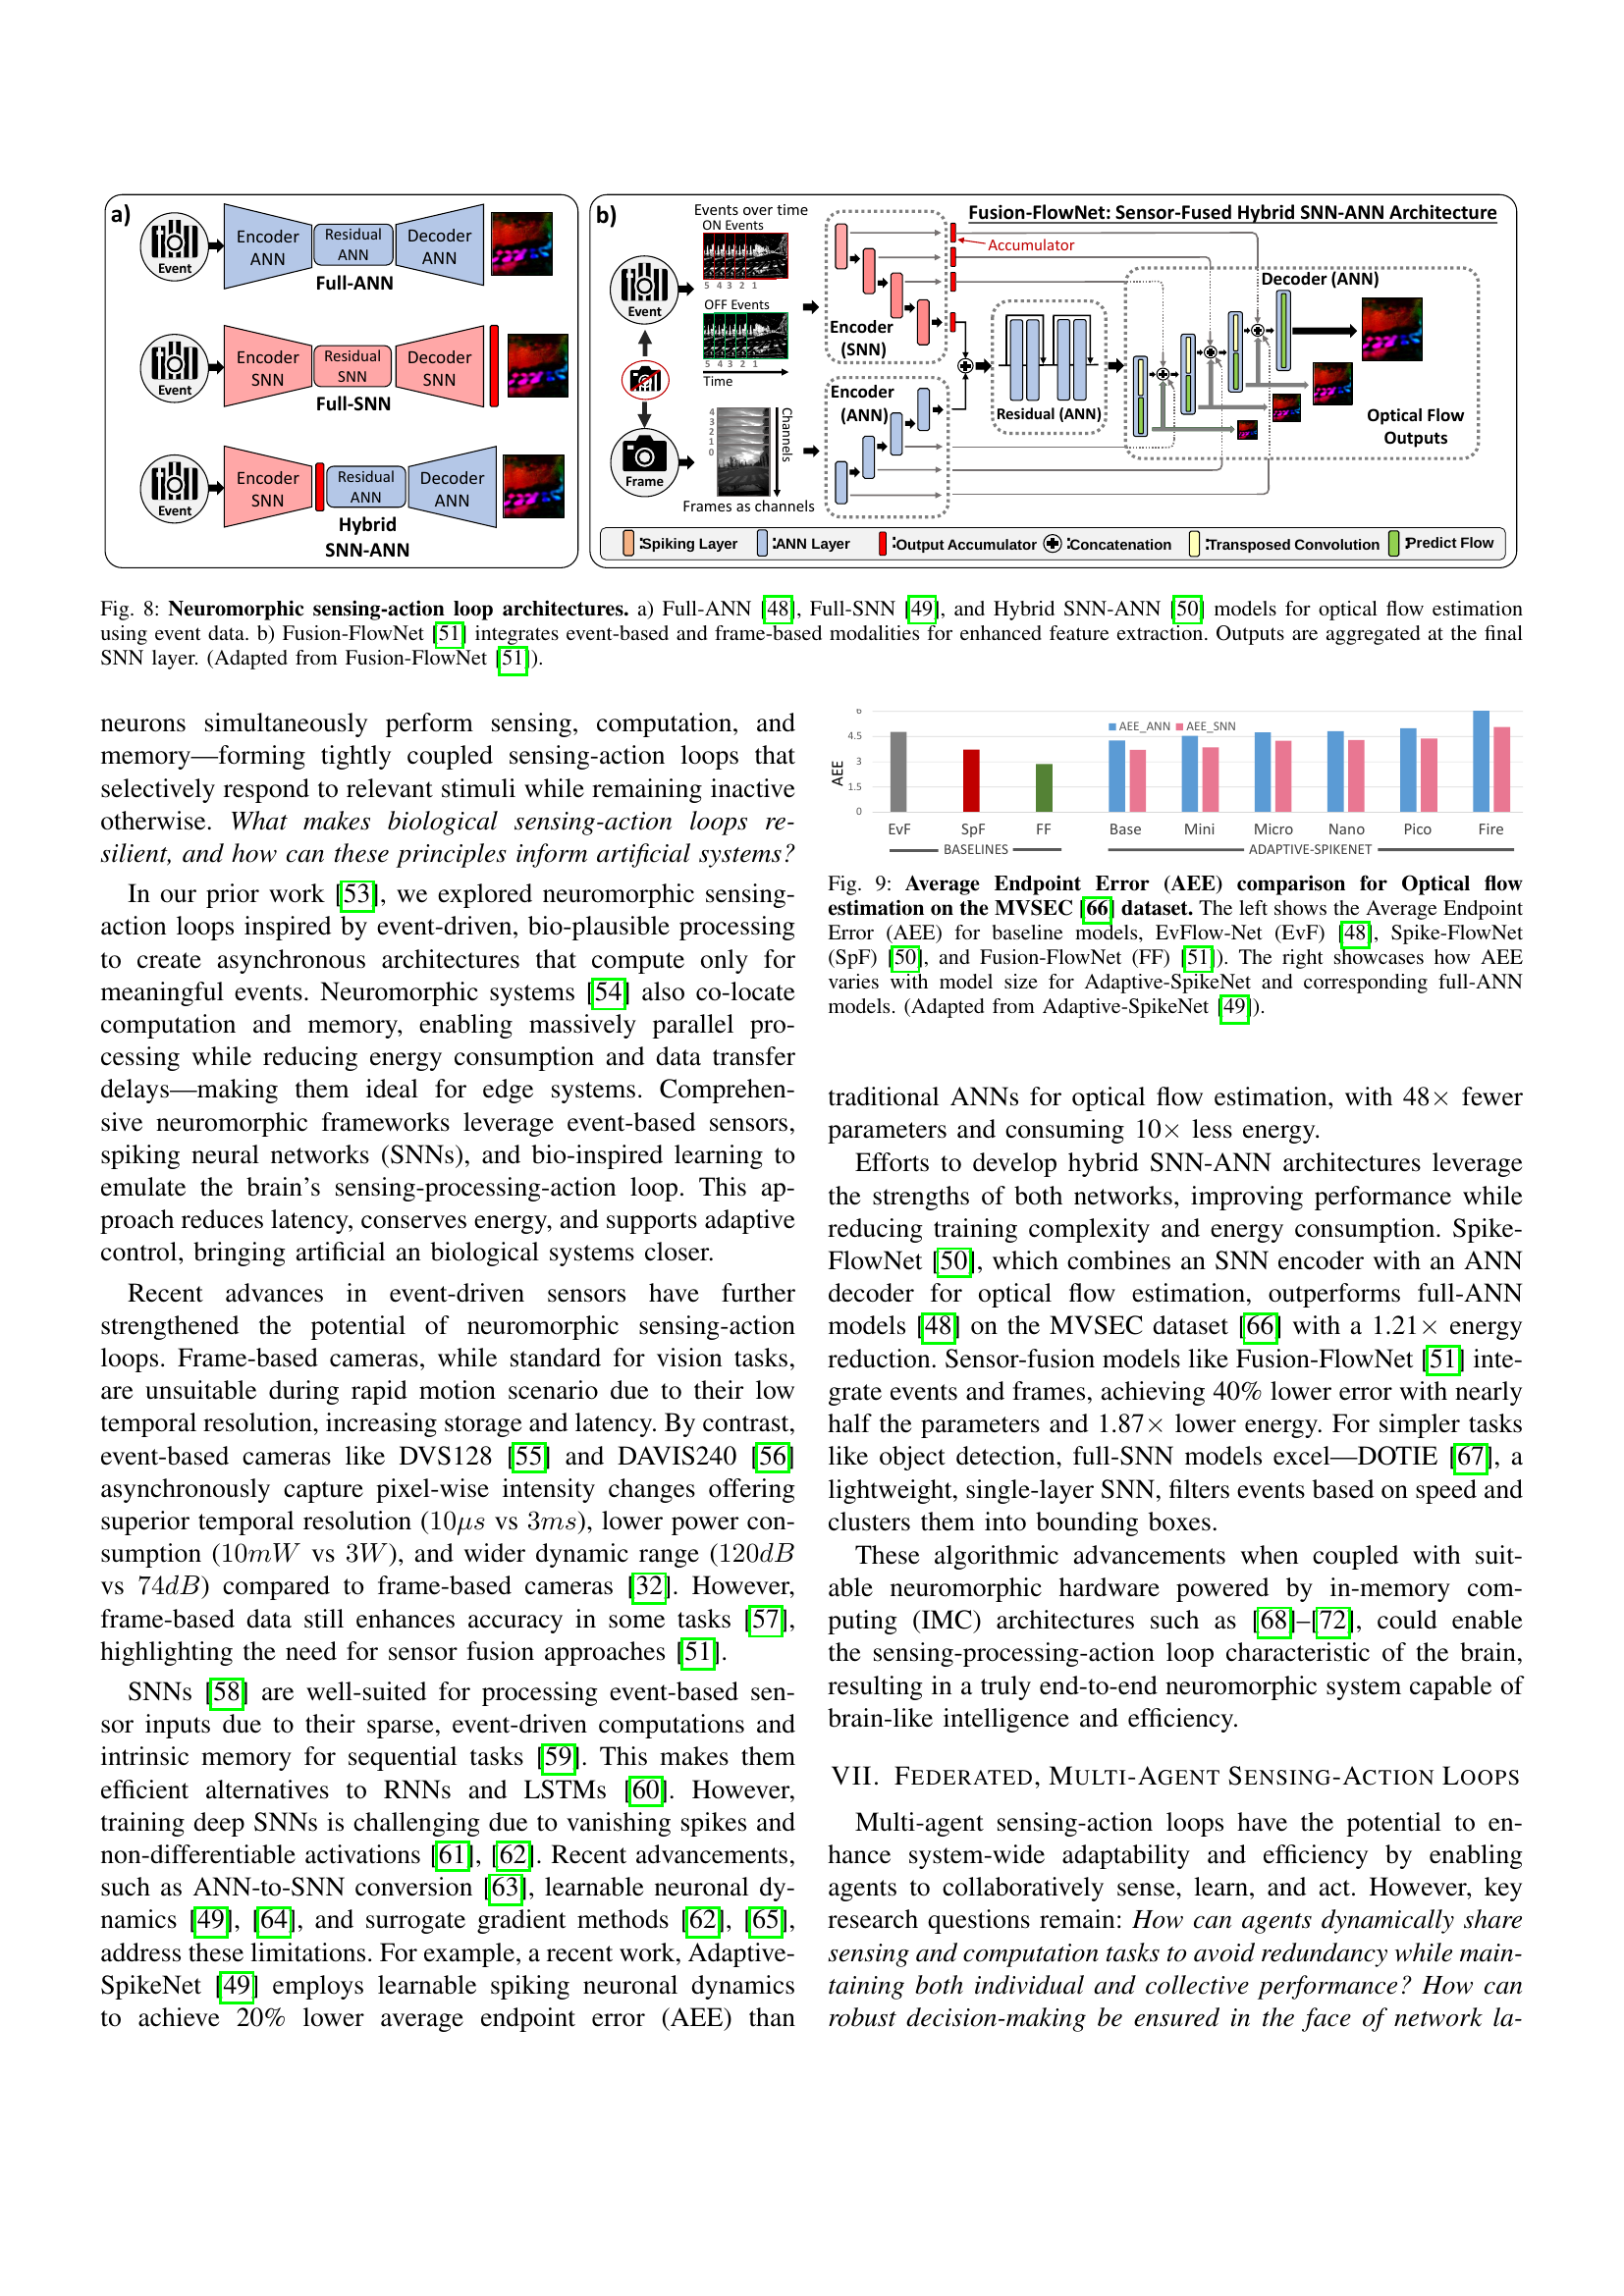 a)
Event
Encoder
ANN
Residual
ANN
Decoder
ANN
Full-ANN
Event
Encoder
SNN
Residual
SNN
Decoder
SNN
Full-SNN
Event
Encoder
SNN
Residual
ANN
Decoder
ANN
Hybrid
SNN-ANN
b)
Fusion-FlowNet: Sensor-Fused Hybrid SNN-ANN Architecture
Events over time
ON Events
5 4 3 2 1
OFF Events
5 4 3 2 1
Time
Event
Frame
4
3
2
1
0
Channels
Frames as channels
Encoder
(SNN)
Accumulator
Encoder
(ANN)
Residual (ANN)
Decoder (ANN)
Optical Flow
Outputs
:Spiking Layer :ANN Layer :Output Accumulator :Concatenation :Transposed Convolution :Predict Flow
Fig. 8: Neuromorphic sensing-action loop architectures. a) Full-ANN [48], Full-SNN [49], and Hybrid SNN-ANN [50] models for optical flow estimation
using event data. b) Fusion-FlowNet [51] integrates event-based and frame-based modalities for enhanced feature extraction. Outputs are aggregated at the final
SNN layer. (Adapted from Fusion-FlowNet [51]).
neurons simultaneously perform sensing, computation, and
memory—forming tightly coupled sensing-action loops that
selectively respond to relevant stimuli while remaining inactive
otherwise. What makes biological sensing-action loops re-
silient, and how can these principles inform artificial systems?
In our prior work [53], we explored neuromorphic sensing-
action loops inspired by event-driven, bio-plausible processing
to create asynchronous architectures that compute only for
meaningful events. Neuromorphic systems [54] also co-locate
computation and memory, enabling massively parallel pro-
cessing while reducing energy consumption and data transfer
delays—making them ideal for edge systems. Comprehen-
sive neuromorphic frameworks leverage event-based sensors,
spiking neural networks (SNNs), and bio-inspired learning to
emulate the brain's sensing-processing-action loop. This ap-
proach reduces latency, conserves energy, and supports adaptive
control, bringing artificial an biological systems closer.
Recent advances in event-driven sensors have further
strengthened the potential of neuromorphic sensing-action
loops. Frame-based cameras, while standard for vision tasks,
are unsuitable during rapid motion scenario due to their low
temporal resolution, increasing storage and latency. By contrast,
event-based cameras like DVS128 [55] and DAVIS240 [56]
asynchronously capture pixel-wise intensity changes offering
superior temporal resolution (10μs vs 3ms), lower power con-
sumption (10mW vs 3W), and wider dynamic range (120dB
vs 74dB) compared to frame-based cameras [32]. However,
frame-based data still enhances accuracy in some tasks [57],
highlighting the need for sensor fusion approaches [51].
SNNs [58] are well-suited for processing event-based sen-
sor inputs due to their sparse, event-driven computations and
intrinsic memory for sequential tasks [59]. This makes them
efficient alternatives to RNNs and LSTMs [60]. However,
training deep SNNs is challenging due to vanishing spikes and
non-differentiable activations [61], [62]. Recent advancements,
such as ANN-to-SNN conversion [63], learnable neuronal dy-
namics [49], [64], and surrogate gradient methods [62], [65],
address these limitations. For example, a recent work, Adaptive-
SpikeNet [49] employs learnable spiking neuronal dynamics
to achieve 20% lower average endpoint error (AEE) than
AEE
6
4.5
3
1.5
0
AEE_ANN AEE_SNN
EvF SpF FF Base Mini Micro Nano Pico Fire
BASELINES ADAPTIVE-SPIKENET
Fig. 9: Average Endpoint Error (AEE) comparison for Optical flow
estimation on the MVSEC [66] dataset. The left shows the Average Endpoint
Error (AEE) for baseline models, EvFlow-Net (EvF) [48], Spike-FlowNet
(SpF) [50], and Fusion-FlowNet (FF) [51]). The right showcases how AEE
varies with model size for Adaptive-SpikeNet and corresponding full-ANN
models. (Adapted from Adaptive-SpikeNet [49]).
traditional ANNs for optical flow estimation, with 48× fewer
parameters and consuming 10× less energy.
Efforts to develop hybrid SNN-ANN architectures leverage
the strengths of both networks, improving performance while
reducing training complexity and energy consumption. Spike-
FlowNet [50], which combines an SNN encoder with an ANN
decoder for optical flow estimation, outperforms full-ANN
models [48] on the MVSEC dataset [66] with a 1.21× energy
reduction. Sensor-fusion models like Fusion-FlowNet [51] inte-
grate events and frames, achieving 40% lower error with nearly
half the parameters and 1.87× lower energy. For simpler tasks
like object detection, full-SNN models excel—DOTIE [67], a
lightweight, single-layer SNN, filters events based on speed and
clusters them into bounding boxes.
These algorithmic advancements when coupled with suit-
able neuromorphic hardware powered by in-memory com-
puting (IMC) architectures such as [68]–[72], could enable
the sensing-processing-action loop characteristic of the brain,
resulting in a truly end-to-end neuromorphic system capable of
brain-like intelligence and efficiency.
VII. FEDERATED, MULTI-AGENT SENSING-ACTION LOOPS
Multi-agent sensing-action loops have the potential to en-
hance system-wide adaptability and efficiency by enabling
agents to collaboratively sense, learn, and act. However, key
research questions remain: How can agents dynamically share
sensing and computation tasks to avoid redundancy while main-
taining both individual and collective performance? How can
robust decision-making be ensured in the face of network la-